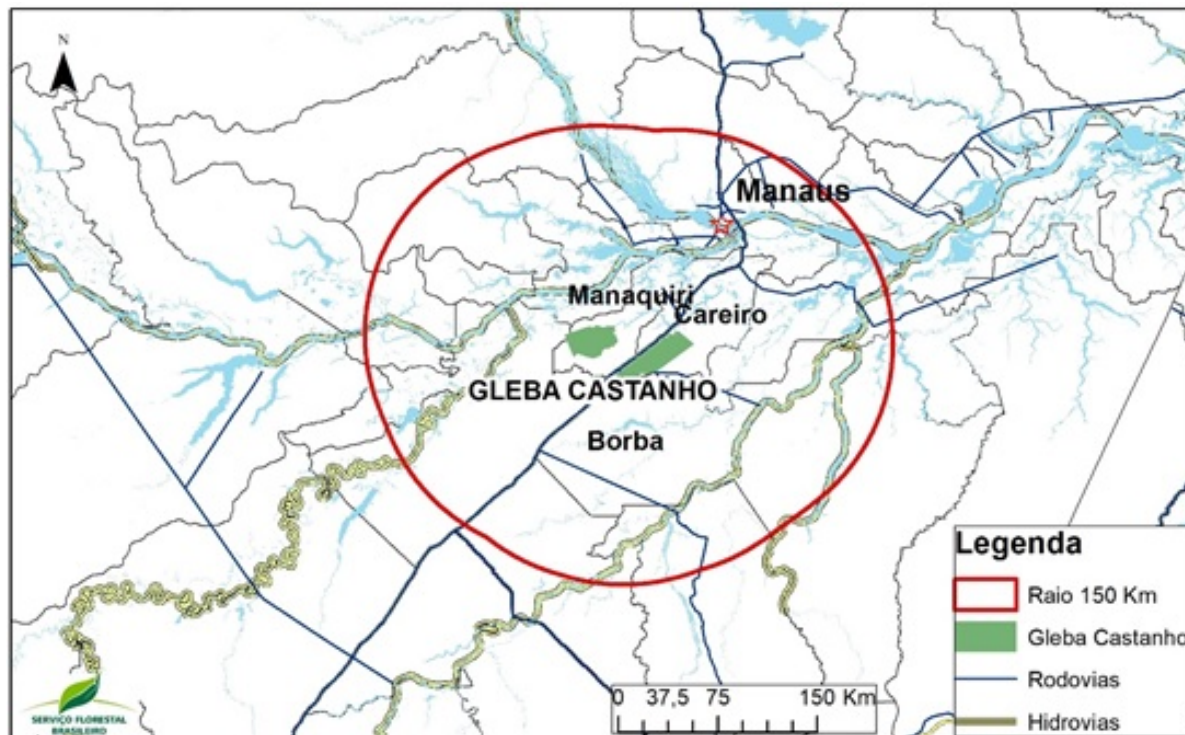 N
Manaus
Manaquiri
Careiro
GLEBA CASTANHO
Borba
Legenda
Raio 150 Km
Gleba Castanho
Rodovias
Hidrovias
0 37,5 75 150 Km
SERVIÇO FLORESTAL
BRASILEIRO